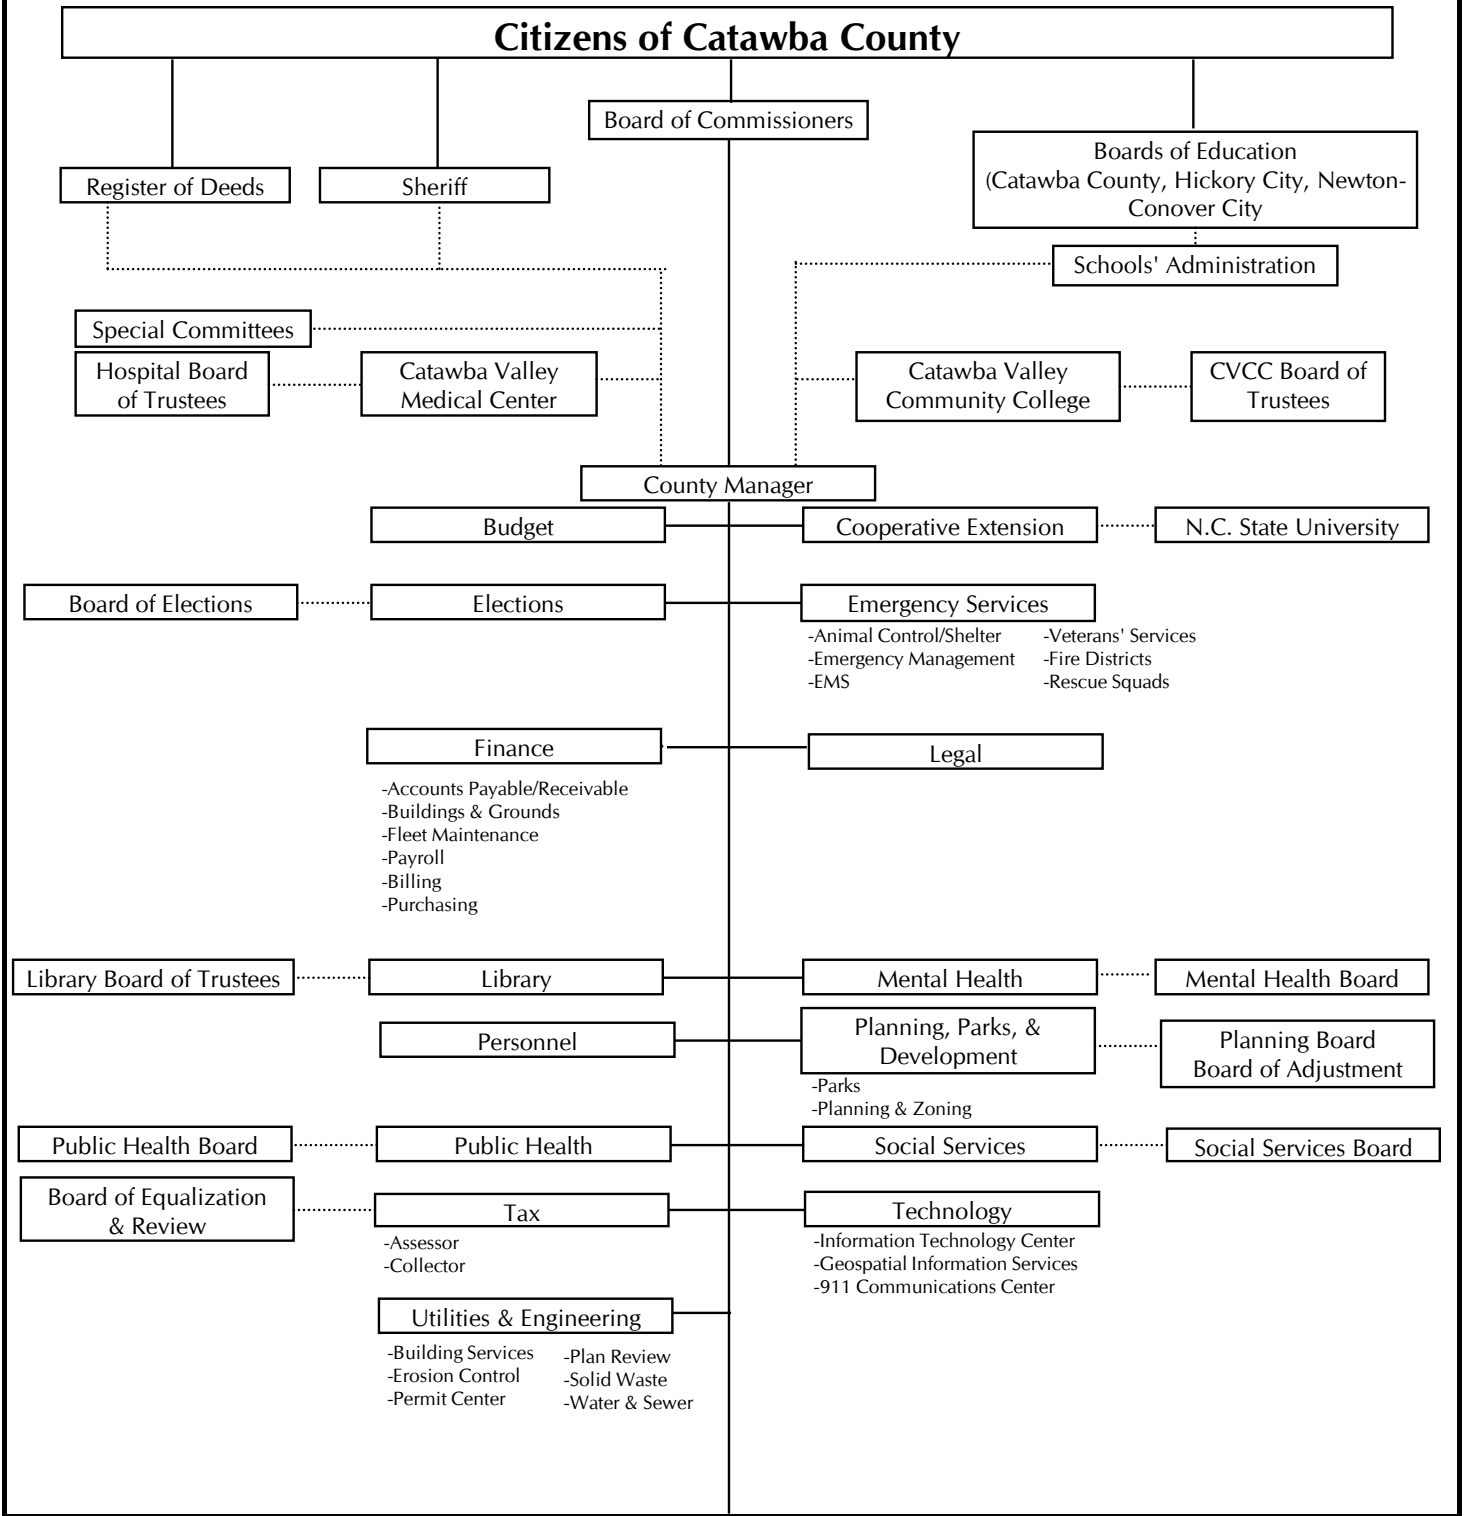 Citizens of Catawba County
Board of Commissioners
Register of Deeds
Sheriff
Boards of Education
(Catawba County, Hickory City, Newton-
Conover City
Schools' Administration
Special Committees
Hospital Board
of Trustees
Catawba Valley
Medical Center
Catawba Valley
Community College
CVCC Board of
Trustees
County Manager
Budget
Cooperative Extension
N.C. State University
Board of Elections
Elections
Emergency Services
-Animal Control/Shelter
-Emergency Management
-EMS
-Veterans' Services
-Fire Districts
-Rescue Squads
Finance
-Accounts Payable/Receivable
-Buildings & Grounds
-Fleet Maintenance
-Payroll
-Billing
-Purchasing
Legal
Library Board of Trustees
Library
Mental Health
Mental Health Board
Personnel
Planning, Parks, &
Development
-Parks
-Planning & Zoning
Planning Board
Board of Adjustment
Public Health Board
Public Health
Social Services
Social Services Board
Board of Equalization
& Review
Tax
-Assessor
-Collector
Technology
-Information Technology Center
-Geospatial Information Services
-911 Communications Center
Utilities & Engineering
-Building Services
-Erosion Control
-Permit Center
-Plan Review
-Solid Waste
-Water & Sewer